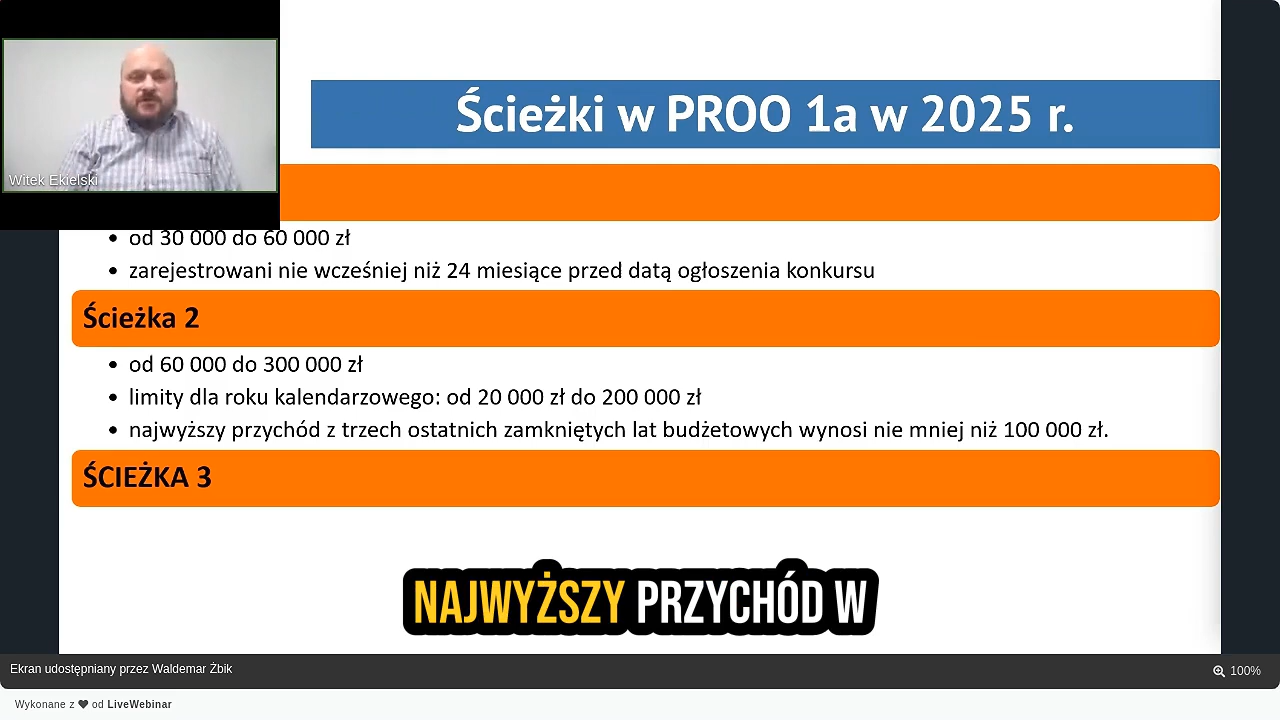 Ścieżki w PROO 1a w 2025 r.
Witek Ekielski
• od 30 000 do 60 000 zł
• zarejestrowani nie wcześniej niż 24 miesiące przed datą ogłoszenia konkursu
Ścieżka 2
• od 60 000 do 300 000 zł
• limity dla roku kalendarzowego: od 20 000 zł do 200 000 zł
• najwyższy przychód z trzech ostatnich zamkniętych lat budżetowych wynosi nie mniej niż 100 000 zł.
ŚCIEŻKA 3
NAJWYŻSZY PRZYCHÓD W
Ekran udostępniany przez Waldemar Żbik
100%
Wykonane z ❤ od LiveWebinar